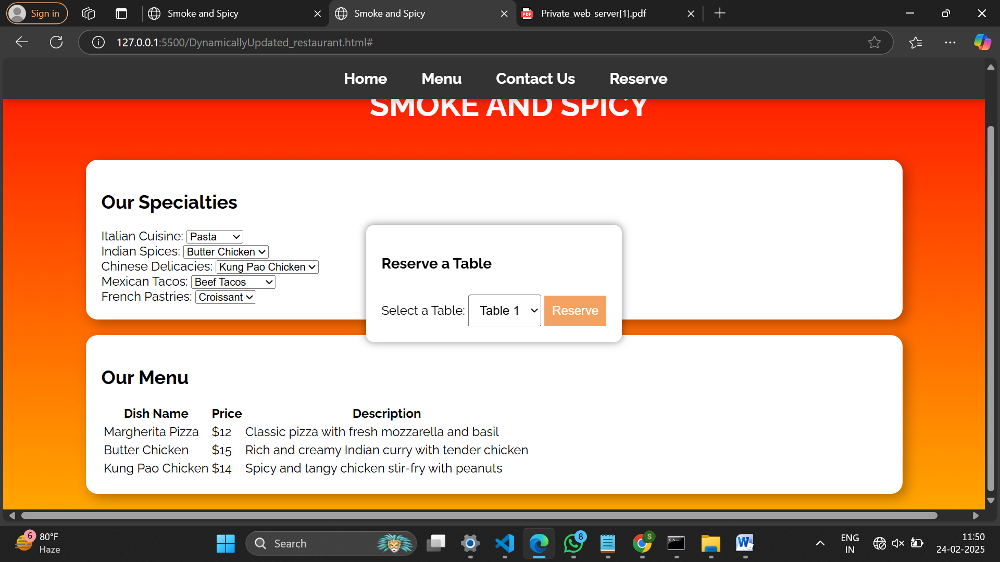 Sign in
Smoke and Spicy
Smoke and Spicy
Private_web_server[1].pdf
127.0.0.1:5500/DynamicallyUpdated_restaurant.html#
Home Menu Contact Us Reserve
SMOKE AND SPICY
Our Specialties
Italian Cuisine: Pasta
Indian Spices: Butter Chicken
Chinese Delicacies: Kung Pao Chicken
Mexican Tacos: Beef Tacos
French Pastries: Croissant
Reserve a Table
Select a Table: Table 1 Reserve
Our Menu
Dish Name Price Description
Margherita Pizza $12 Classic pizza with fresh mozzarella and basil
Butter Chicken $15 Rich and creamy Indian curry with tender chicken
Kung Pao Chicken $14 Spicy and tangy chicken stir-fry with peanuts
6
80°F
Haze
Search
8
S
ENG
IN
11:50
24-02-2025